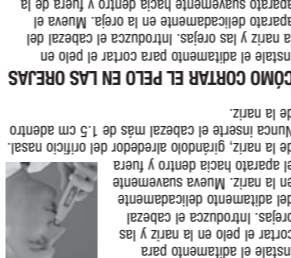 Instale el aditamento para
cortar el pelo en la nariz y las
orejas. Introduzca el cabezal
del aditamento delicadamente
en la nariz. Mueva suavemente
el aparato hacia dentro y fuera
de la nariz, girándolo alrededor del orificio nasal.
Nunca inserte el cabezal más de 1.5 cm adentro
de la nariz.
CÓMO CORTAR EL PELO EN LAS OREJAS
Instale el aditamento para cortar el pelo en
la nariz y las orejas. Introduzca el cabezal del
aparato delicadamente en la oreja. Mueva el
aparato suavemente hacia dentro y fuera de la